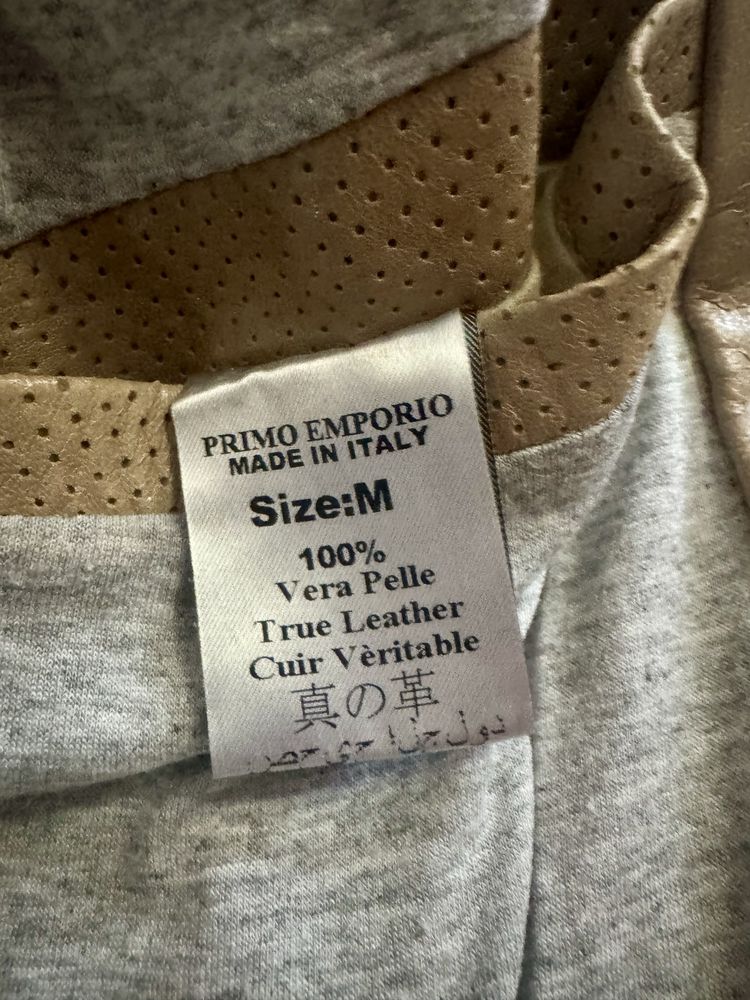 PRIMO EMPORIO
MADE IN ITALY
Size:M
100%
Vera Pelle
True Leather
Cuir Vèritable
真の革